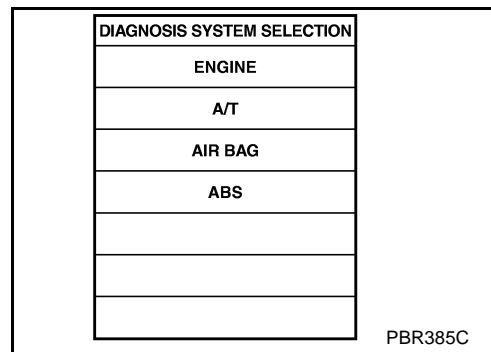 DIAGNOSIS SYSTEM SELECTION
ENGINE
A/T
AIR BAG
ABS
PBR385C